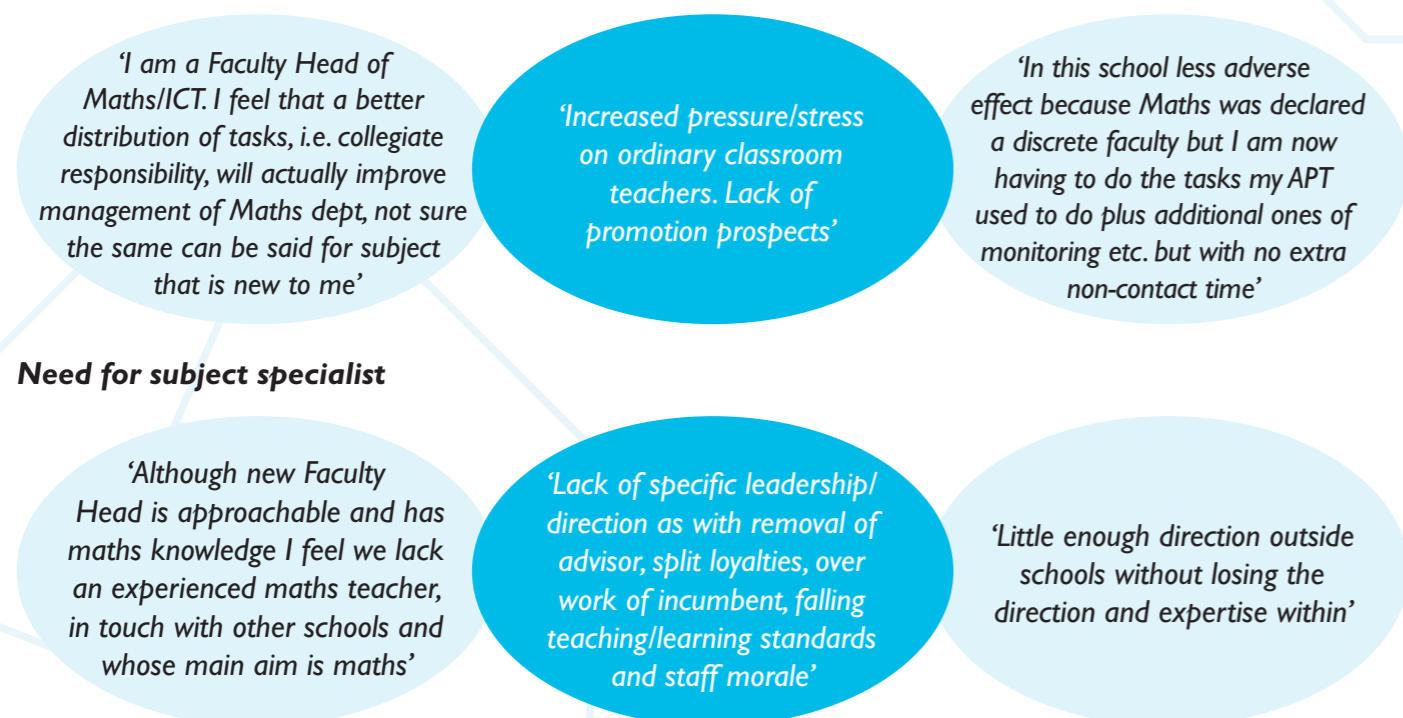 ‘I am a Faculty Head of
Maths/ICT. I feel that a better
distribution of tasks, i.e. collegiate
responsibility, will actually improve
management of Maths dept, not sure
the same can be said for subject
that is new to me’
‘Increased pressure/stress
on ordinary classroom
teachers. Lack of
promotion prospects’
‘In this school less adverse
effect because Maths was declared
a discrete faculty but I am now
having to do the tasks my APT
used to do plus additional ones of
monitoring etc. but with no extra
non-contact time’
Need for subject specialist
‘Although new Faculty
Head is approachable and has
maths knowledge I feel we lack
an experienced maths teacher,
in touch with other schools and
whose main aim is maths’
‘Lack of specific leadership/
direction as with removal of
advisor, split loyalties, over
work of incumbent, falling
teaching/learning standards
and staff morale’
‘Little enough direction outside
schools without losing the
direction and expertise within’